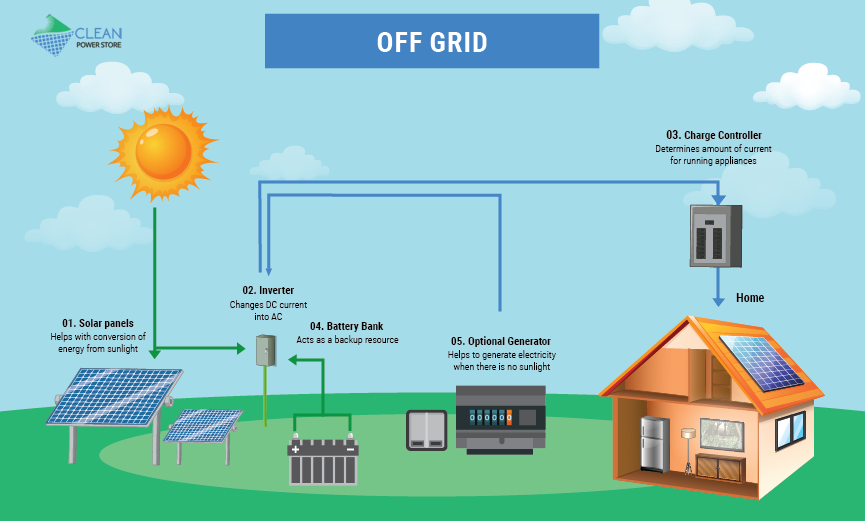 CLEAN
POWER STORE
OFF GRID
03. Charge Controller
Determines amount of current
for running appliances
02. Inverter
Changes DC current
into AC
Home
01. Solar panels
Helps with conversion of
energy from sunlight
04. Battery Bank
Acts as a backup resource
05. Optional Generator
Helps to generate electricity
when there is no sunlight
+ −
000000